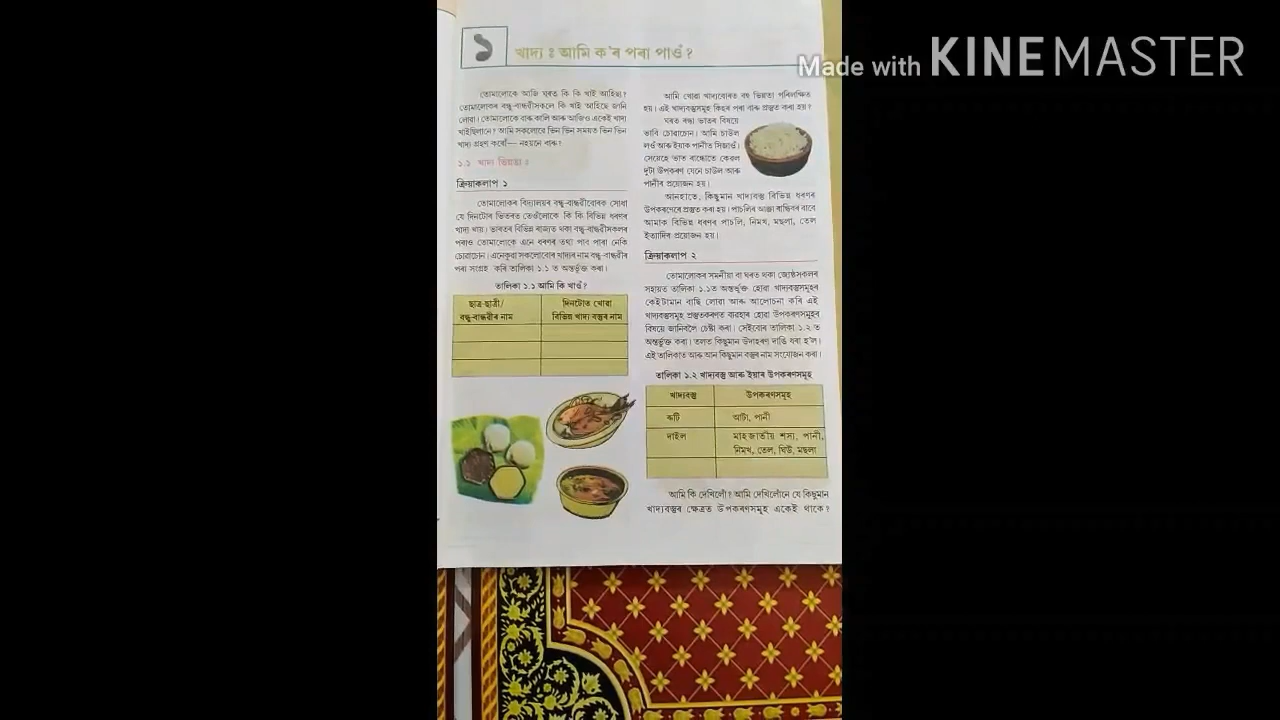 ১
খাদ্য ঃ আমি ক'ৰ পৰা পাওঁ ?
Made with KINEMASTER
তোমালোকে আজি ঘৰত কি কি খাই আহিছা?
তোমালোকৰ বন্ধু-বান্ধৱীসকলে কি খাই আহিছে জানি
লোৱা। তোমালোকে বাৰু কালি আৰু আজিও একেই খাদ্য
খাইছিলানে? আমি সকলোৱে ভিন ভিন সময়ত ভিন ভিন
খাদ্য গ্ৰহণ কৰোঁ— নহয়নে বাৰু?
১.১ খাদ্য ভিন্নতা ঃ
ক্ৰিয়াকলাপ ১
তোমালোকৰ বিদ্যালয়ৰ বন্ধু-বান্ধৱীবোৰক সোধা
যে দিনটোৰ ভিতৰত তেওঁলোকে কি কি বিভিন্ন ধৰণৰ
খাদ্য খায়। ভাৰতৰ বিভিন্ন ৰাজ্যত থকা বন্ধু-বান্ধৱীসকলৰ
পৰাও তোমালোকে এনে ধৰণৰ তথ্য পাব পাৰা নেকি
চোৱাচোন। এনেকুৱা সকলোবোৰ খাদ্যৰ নাম বন্ধু-বান্ধৱীৰ
পৰা সংগ্ৰহ কৰি তালিকা ১.১ ত অন্তৰ্ভুক্ত কৰা।
তালিকা ১.১ আমি কি খাওঁ?
ছাত্ৰ-ছাত্ৰী/ দিনটোত খোৱা
বন্ধু-বান্ধৱীৰ নাম বিভিন্ন খাদ্য বস্তুৰ নাম
আমি খোৱা খাদ্যবোৰত বহু ভিন্নতা পৰিলক্ষিত
হয়। এই খাদ্যবস্তুসমূহ কিহৰ পৰা বাৰু প্ৰস্তুত কৰা হয়?
ঘৰত ৰন্ধা ভাতৰ বিষয়ে
ভাবি চোৱাচোন। আমি চাউল
লওঁ আৰু ইয়াক পানীত সিজাওঁ।
সেয়েহে ভাত ৰান্ধোতে কেৱল
দুটা উপকৰণ যেনে চাউল আৰু
পানীৰ প্ৰয়োজন হয়।
আনহাতে, কিছুমান খাদ্যবস্তু বিভিন্ন ধৰণৰ
উপকৰণেৰে প্ৰস্তুত কৰা হয়। পাচলিৰ আঞ্জা ৰান্ধিবৰ বাবে
আমাক বিভিন্ন ধৰণৰ পাচলি, নিমখ, মছলা, তেল
ইত্যাদিৰ প্ৰয়োজন হয়।
ক্ৰিয়াকলাপ ২
তোমালোকৰ সমনীয়া বা ঘৰত থকা জ্যেষ্ঠসকলৰ
সহায়ত তালিকা ১.১ত অন্তৰ্ভুক্ত হোৱা খাদ্যবস্তুসমূহৰ
কেইটামান বাছি লোৱা আৰু আলোচনা কৰি এই
খাদ্যবস্তুসমূহ প্ৰস্তুতকৰণত ব্যৱহাৰ হোৱা উপকৰণসমূহৰ
বিষয়ে জানিবলৈ চেষ্টা কৰা। সেইবোৰ তালিকা ১.২ ত
অন্তৰ্ভুক্ত কৰা। তলত কিছুমান উদাহৰণ দাঙি ধৰা হ'ল।
এই তালিকাত আৰু আন কিছুমান বস্তুৰ নাম সংযোজন কৰা।
তালিকা ১.২ খাদ্যবস্তু আৰু ইয়াৰ উপকৰণসমূহ
খাদ্যবস্তু উপকৰণসমূহ
ৰুটি আটা, পানী
দাইল মাহজাতীয় শস্য, পানী,
নিমখ, তেল, ঘিউ, মছলা
আমি কি দেখিলোঁ? আমি দেখিলোঁনে যে কিছুমান
খাদ্যবস্তুৰ ক্ষেত্ৰত উপকৰণসমূহ একেই থাকে?